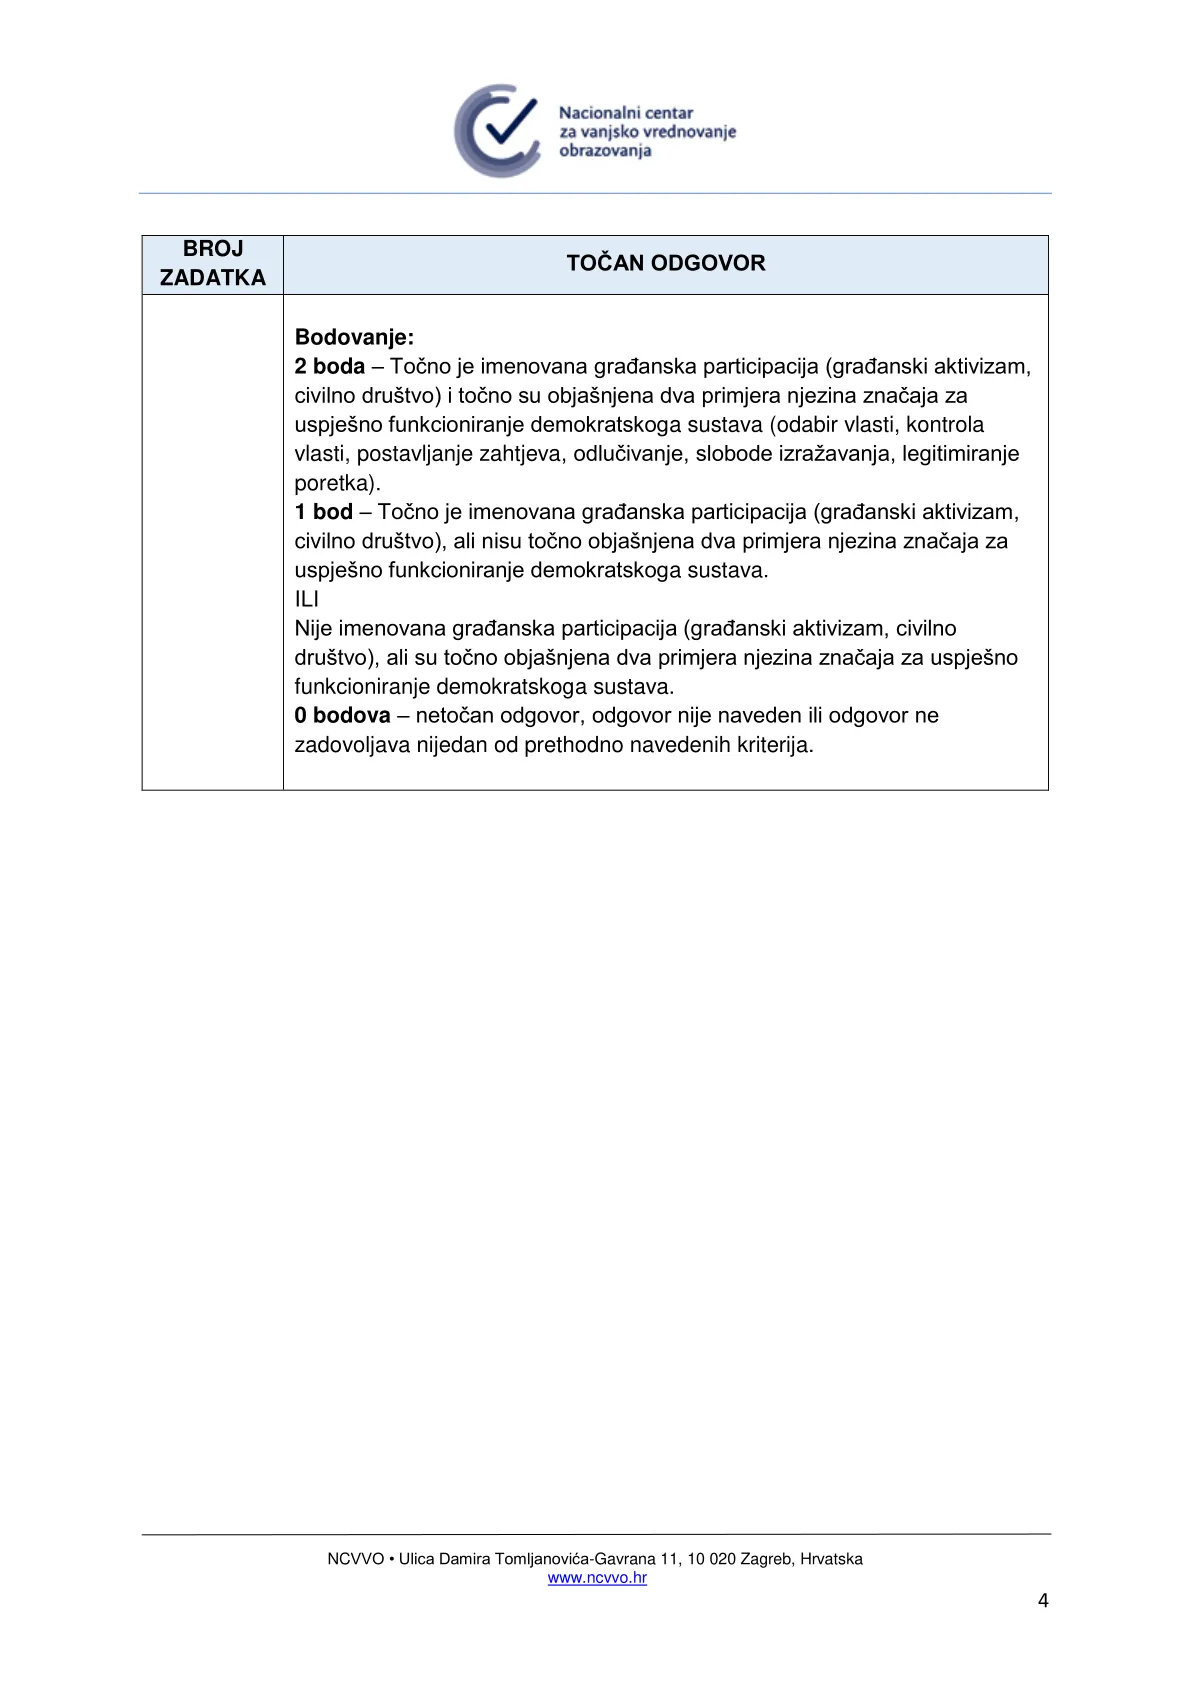 Nacionalni centar
za vanjsko vrednovanje
obrazovanja
BROJ
ZADATKA
TOČAN ODGOVOR
Bodovanje:
2 boda – Točno je imenovana građanska participacija (građanski aktivizam,
civilno društvo) i točno su objašnjena dva primjera njezina značaja za
uspješno funkcioniranje demokratskoga sustava (odabir vlasti, kontrola
vlasti, postavljanje zahtjeva, odlučivanje, slobode izražavanja, legitimiranje
poretka).
1 bod – Točno je imenovana građanska participacija (građanski aktivizam,
civilno društvo), ali nisu točno objašnjena dva primjera njezina značaja za
uspješno funkcioniranje demokratskoga sustava.
ILI
Nije imenovana građanska participacija (građanski aktivizam, civilno
društvo), ali su točno objašnjena dva primjera njezina značaja za uspješno
funkcioniranje demokratskoga sustava.
0 bodova – netočan odgovor, odgovor nije naveden ili odgovor ne
zadovoljava nijedan od prethodno navedenih kriterija.
NCVVO • Ulica Damira Tomljanovića-Gavrana 11, 10 020 Zagreb, Hrvatska
www.ncvvo.hr
4